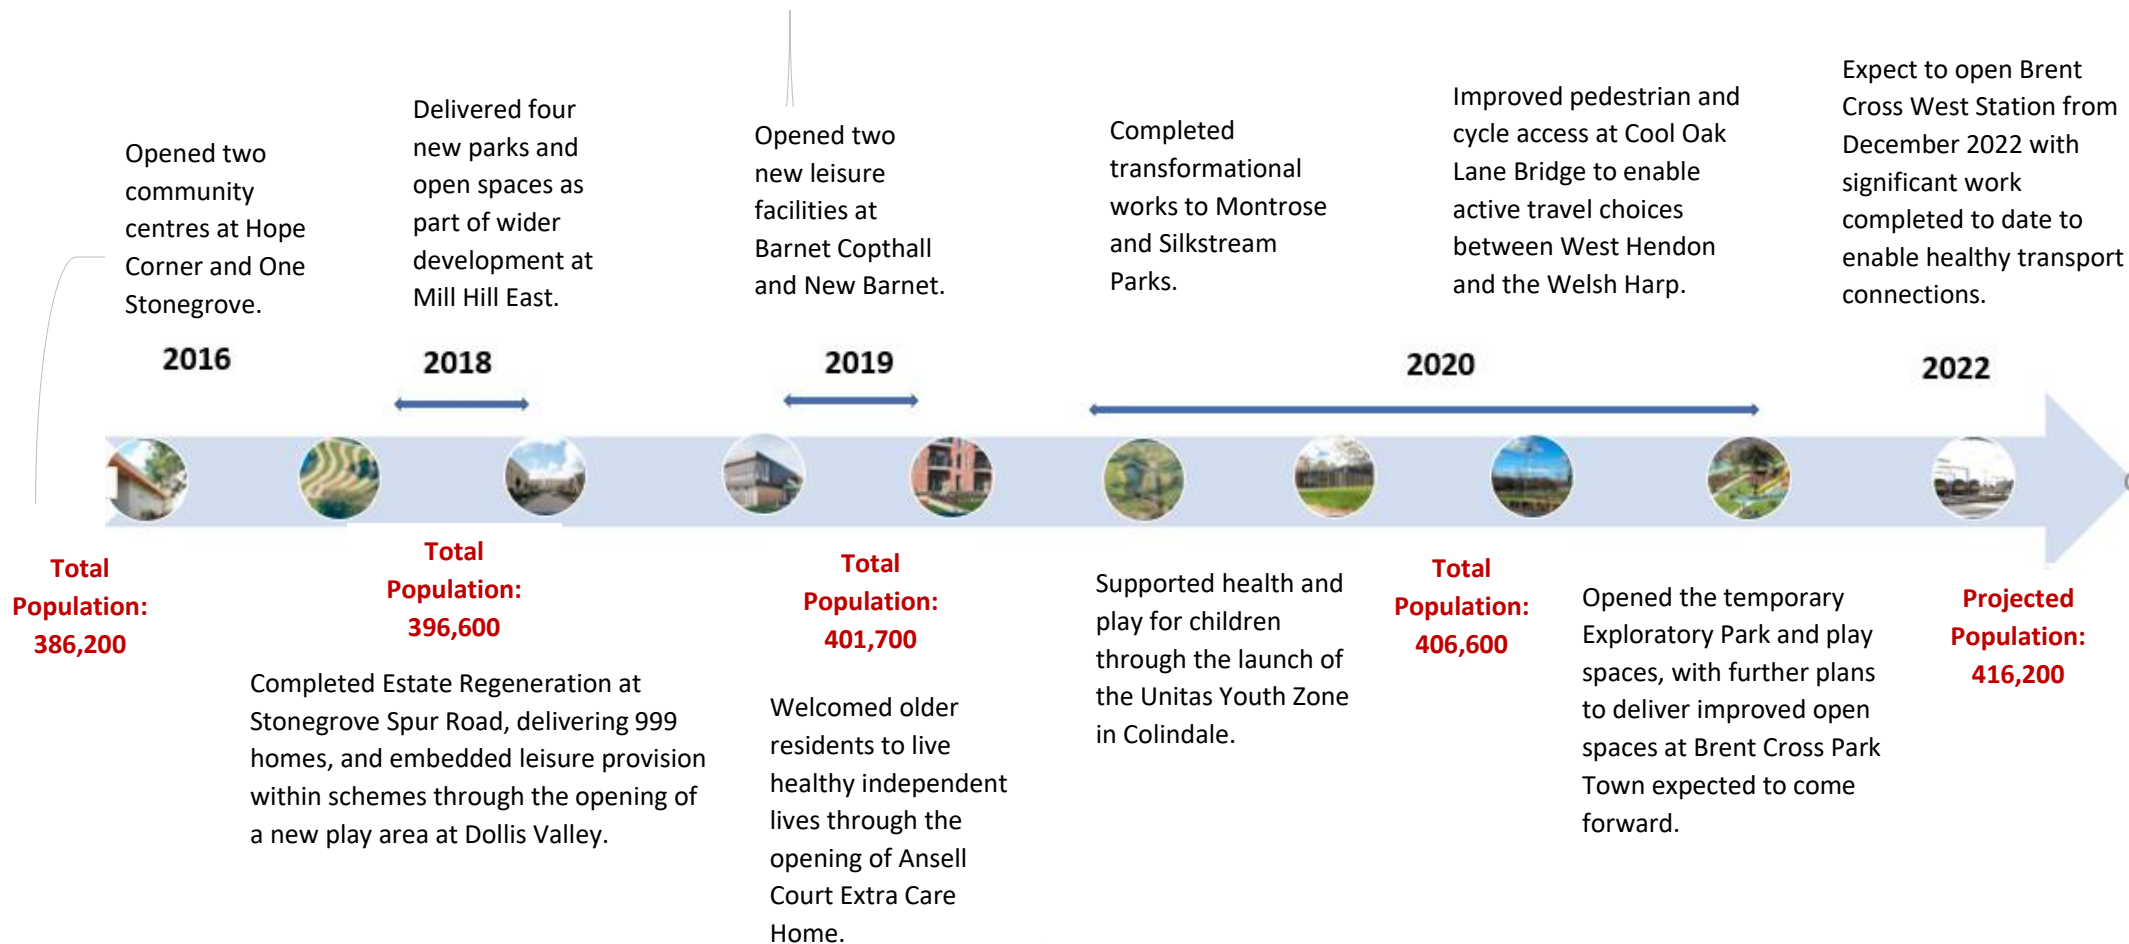 Opened two
community
centres at Hope
Corner and One
Stonegrove.
Delivered four
new parks and
open spaces as
part of wider
development at
Mill Hill East.
Opened two
new leisure
facilities at
Barnet Copthall
and New Barnet.
Completed
transformational
works to Montrose
and Silkstream
Parks.
Improved pedestrian and
cycle access at Cool Oak
Lane Bridge to enable
active travel choices
between West Hendon
and the Welsh Harp.
Expect to open Brent
Cross West Station from
December 2022 with
significant work
completed to date to
enable healthy transport
connections.
2016
2018
2019
2020
2022
Total
Population:
386,200
Total
Population:
396,600
Completed Estate Regeneration at
Stonegrove Spur Road, delivering 999
homes, and embedded leisure provision
within schemes through the opening of
a new play area at Dollis Valley.
Total
Population:
401,700
Welcomed older
residents to live
healthy independent
lives through the
opening of Ansell
Court Extra Care
Home.
Supported health and
play for children
through the launch of
the Unitas Youth Zone
in Colindale.
Total
Population:
406,600
Opened the temporary
Exploratory Park and play
spaces, with further plans
to deliver improved open
spaces at Brent Cross Park
Town expected to come
forward.
Projected
Population:
416,200